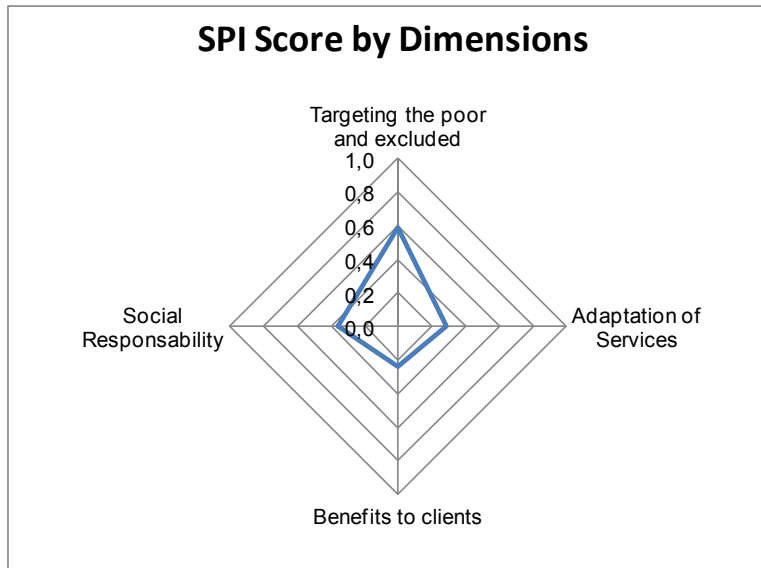 SPI Score by Dimensions
Targeting the poor
and excluded
1,0
0,8
0,6
0,4
0,2
0,0
Social
Responsability
Adaptation of
Services
Benefits to clients